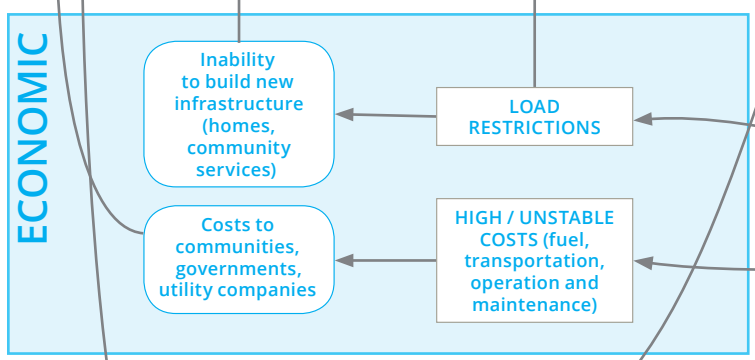 ECONOMIC
Inability
to build new
infrastructure
(homes,
community
services)
LOAD
RESTRICTIONS
Costs to
communities,
governments,
utility companies
HIGH / UNSTABLE
COSTS (fuel,
transportation,
operation and
maintenance)